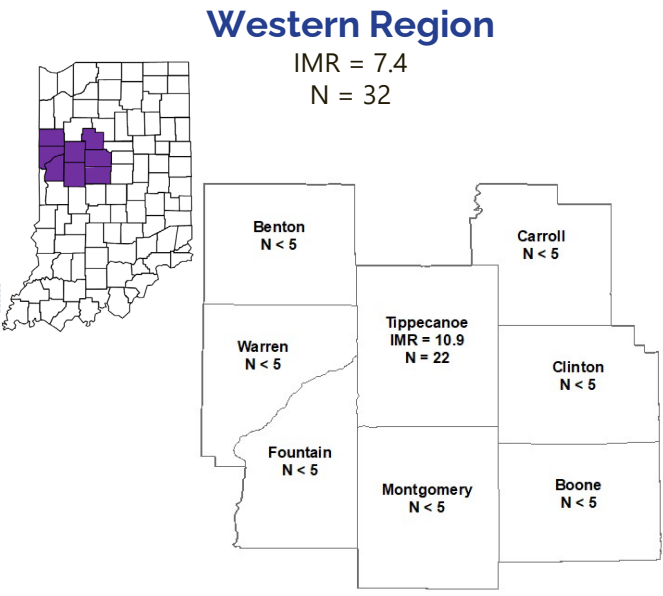 Western Region
IMR = 7.4
N = 32
Benton
N < 5
Carroll
N < 5
Tippecanoe
IMR = 10.9
N = 22
Warren
N < 5
Clinton
N < 5
Fountain
N < 5
Montgomery
N < 5
Boone
N < 5